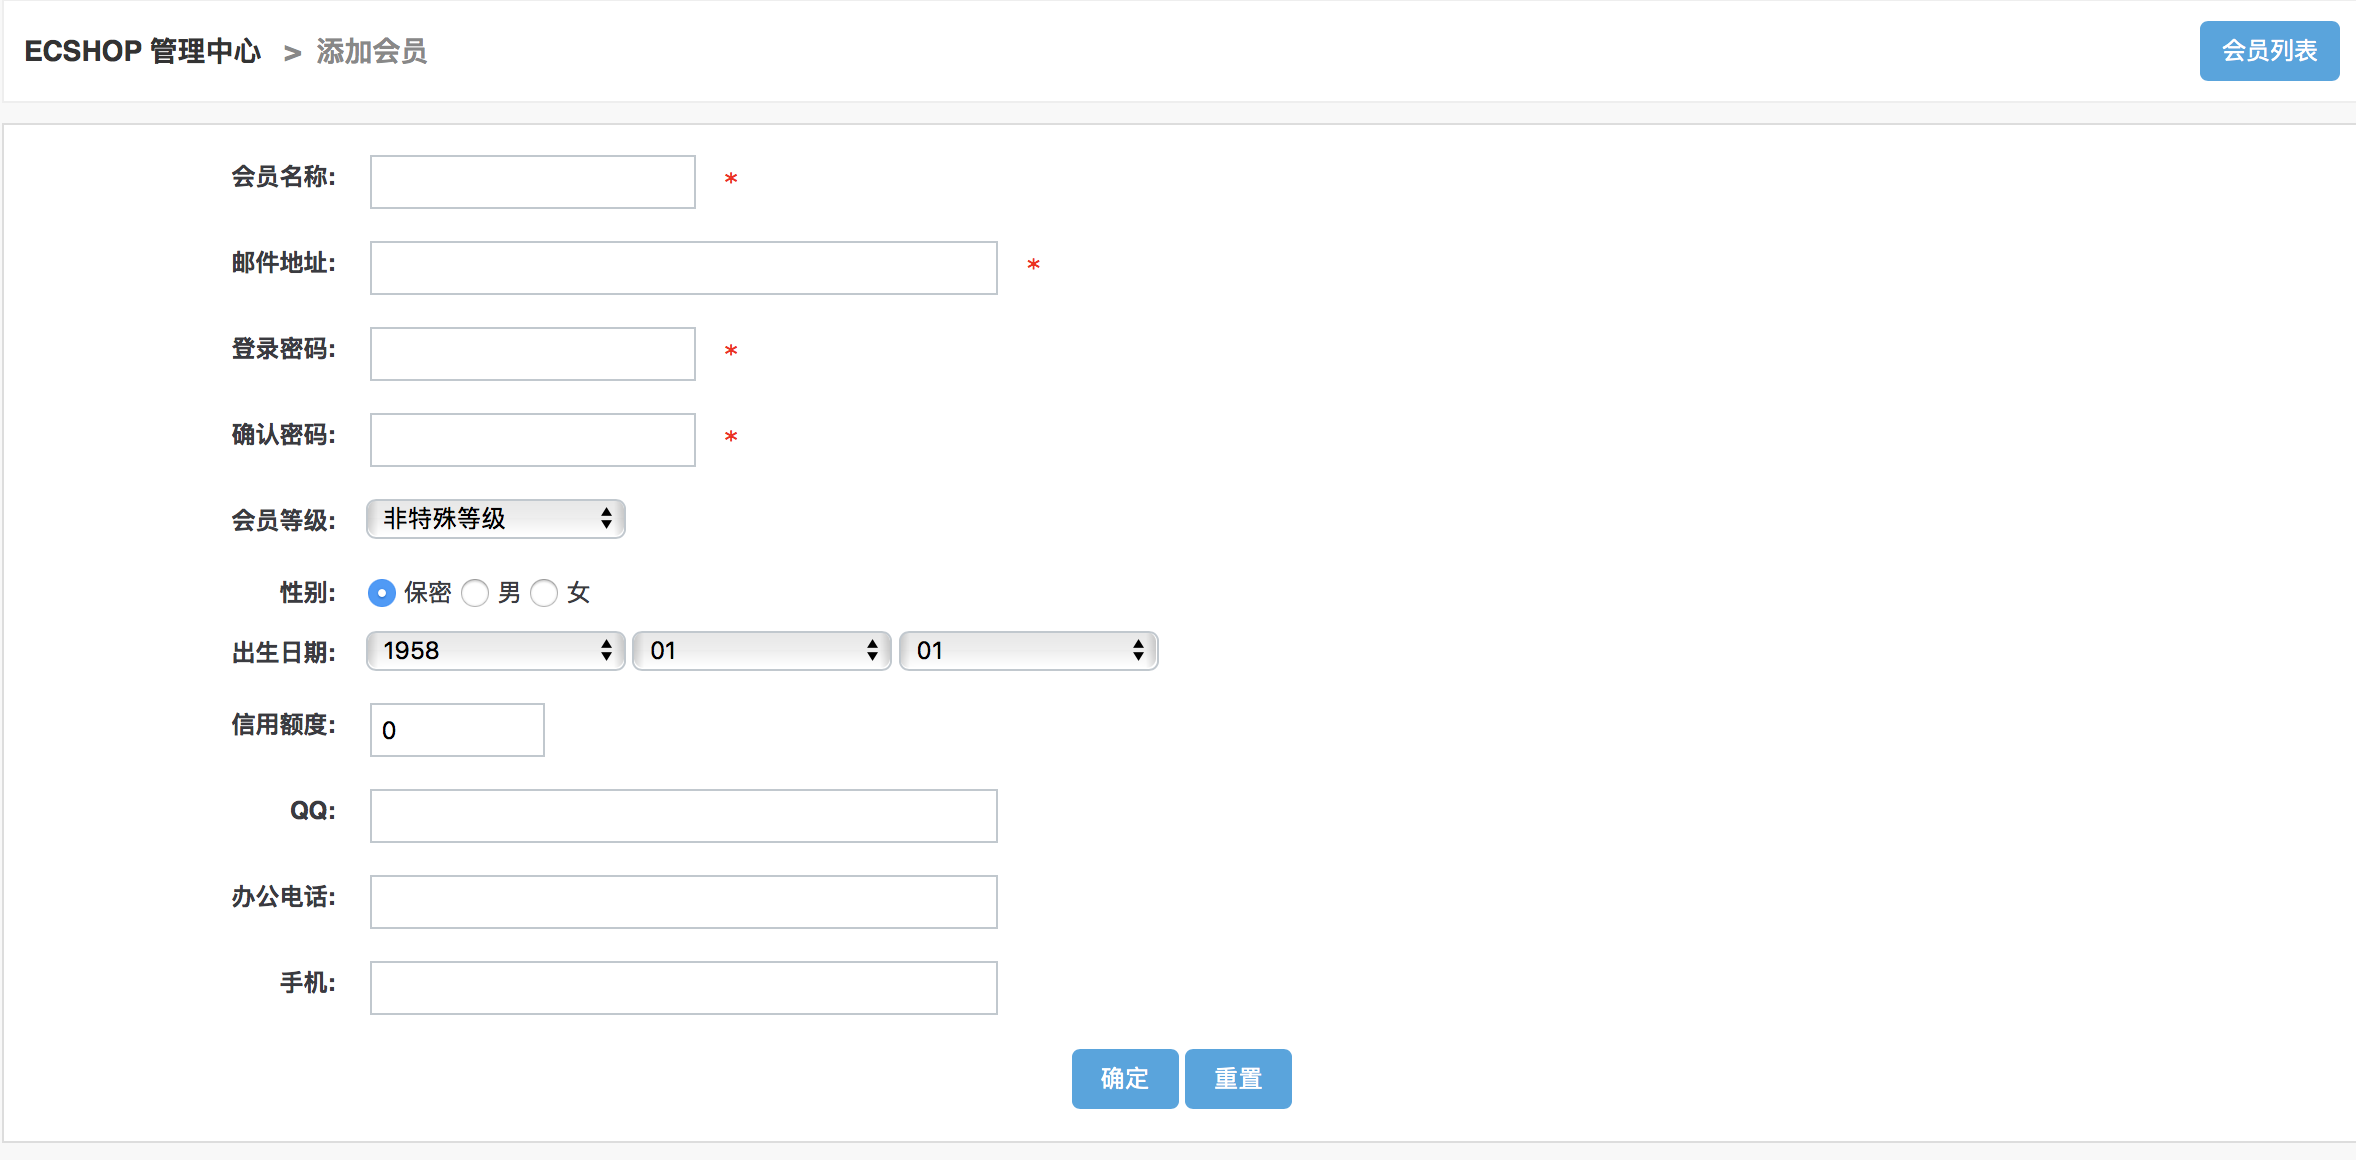 ECSHOP 管理中心 > 添加会员
会员列表
会员名称: *
邮件地址: *
登录密码: *
确认密码: *
会员等级: 非特殊等级
性别: 保密 男 女
出生日期: 1958 01 01
信用额度: 0
QQ:
办公电话:
手机:
确定 重置